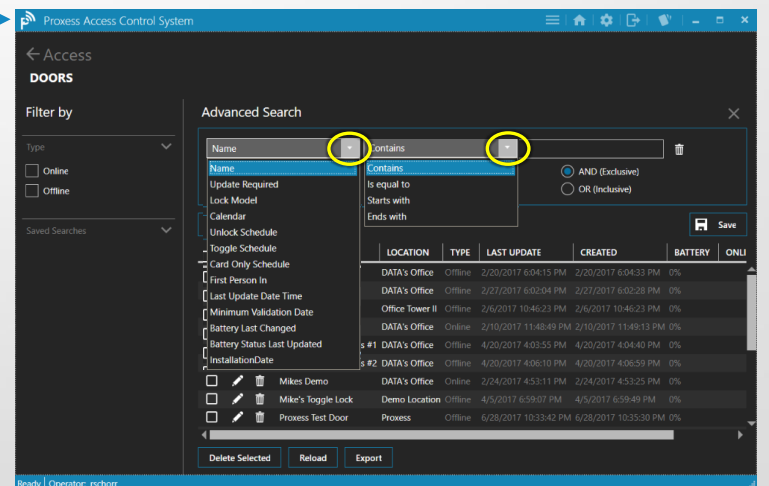 Proxess Access Control System
Access
DOORS
Filter by
Type
Online
Offline
Saved Searches
Advanced Search
Name Contains
Name
Update Required
Lock Model
Calendar
Unlock Schedule
Toggle Schedule
Card Only Schedule
First Person In
Last Update Date Time
Minimum Validation Date
Battery Last Changed
Battery Status Last Updated
InstallationDate
Contains
Is equal to
Starts with
Ends with
AND (Exclusive)
OR (Inclusive)
Save
LOCATION TYPE LAST UPDATE CREATED BATTERY ONLI
DATA's Office Offline 2/20/2017 6:04:15 PM 2/20/2017 6:04:33 PM 0%
DATA's Office Offline 2/27/2017 6:02:04 PM 2/27/2017 6:02:28 PM 0%
Office Tower II Offline 2/6/2017 10:46:23 PM 2/6/2017 10:46:23 PM 0%
DATA's Office Online 2/10/2017 11:48:49 PM 2/10/2017 11:49:13 PM 0%
s #1 DATA's Office Offline 4/20/2017 4:03:55 PM 4/20/2017 4:04:40 PM 0%
s #2 DATA's Office Offline 4/20/2017 4:06:10 PM 4/20/2017 4:06:59 PM 0%
Mikes Demo DATA's Office Online 2/24/2017 4:53:11 PM 2/24/2017 4:53:25 PM 0%
Mike's Toggle Lock Demo Location Offline 4/5/2017 6:59:07 PM 4/5/2017 6:59:49 PM 0%
Proxess Test Door Proxess Offline 6/28/2017 10:33:42 PM 6/28/2017 10:35:30 PM 0%
Delete Selected Reload Export
Ready Operator: rschorr